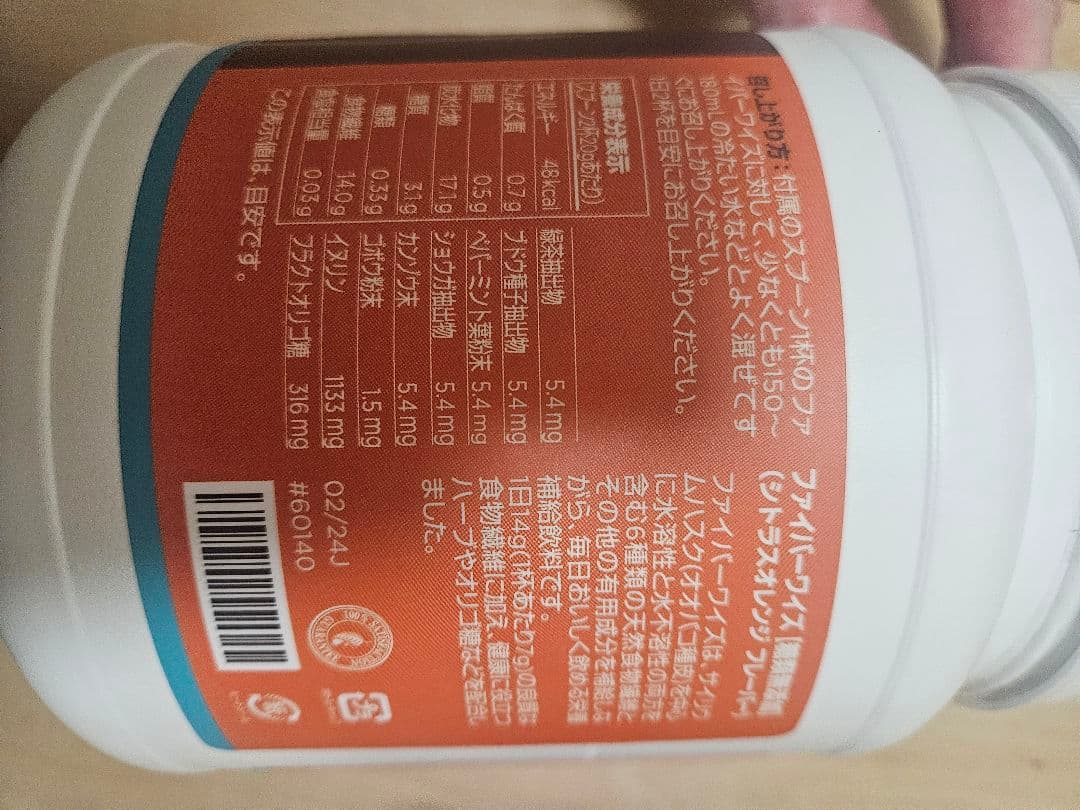 召し上がり方：付属のスプーン1杯のファ
イバーワイズに対して、少なくとも150～
180mLの冷たい水などとよく混ぜてす
ぐにお召し上がりください。
1日2杯を目安にお召し上がりください。
栄養成分表示
(スプーン2杯20gあたり)
エネルギー 48kcal
たんぱく質 0.7g
脂質 0.5g
炭水化物 17.1g
糖質 3.1g
糖類 0.33g
食物繊維 14.0g
食塩相当量 0.03g
この表示値は、目安です。
緑茶抽出物 5.4mg
ブドウ種子抽出物 5.4mg
ペパーミント葉粉末 5.4mg
ショウガ抽出物 5.4mg
カンゾウ末 5.4mg
ゴボウ粉末 1.5mg
イヌリン 1133mg
フラクトオリゴ糖 316mg
ファイバーワイズ
(シトラスオレンジフレーバー)
ファイバーワイズは、サイリウ
ムハスク(オオバコ種皮)を中心
に水溶性と水不溶性の両方を
含む6種類の天然食物繊維と
その他の有用成分を補給しな
がら、毎日おいしく飲める栄養
補給飲料です。
1日14g(1杯あたり7g)の良質な
食物繊維に加え、健康に役立つ
ハーブやオリゴ糖などを配合し
ました。
02/24J
#60140